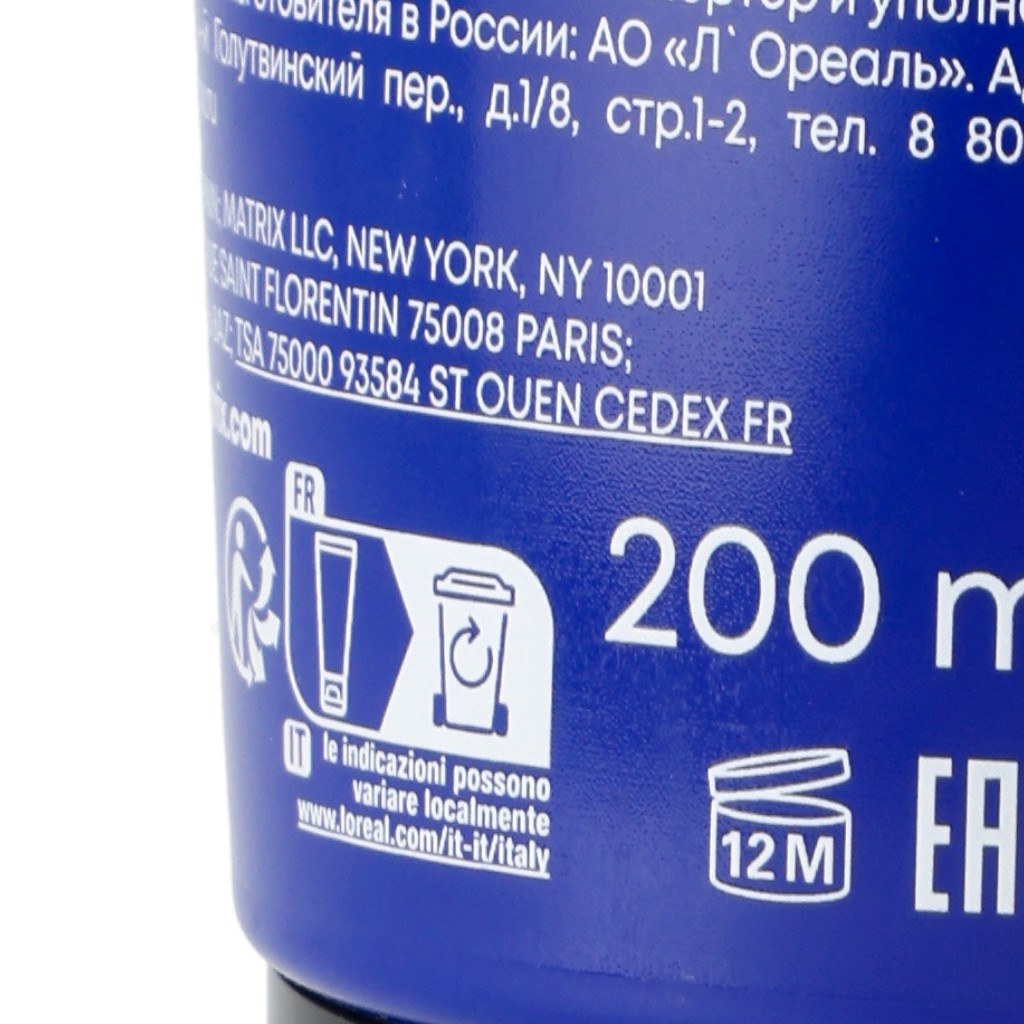 в России: АО «Л`Ореаль».
Голутвинский пер., д.1/8, стр.1-2, тел. 8 80
MATRIX LLC, NEW YORK, NY 10001
SAINT FLORENTIN 75008 PARIS;
TSA 75000 93584 ST OUEN CEDEX FR
.com
FR
200 m
IT le indicazioni possono
variare localmente
www.loreal.com/it-it/italy
12 M
EAC